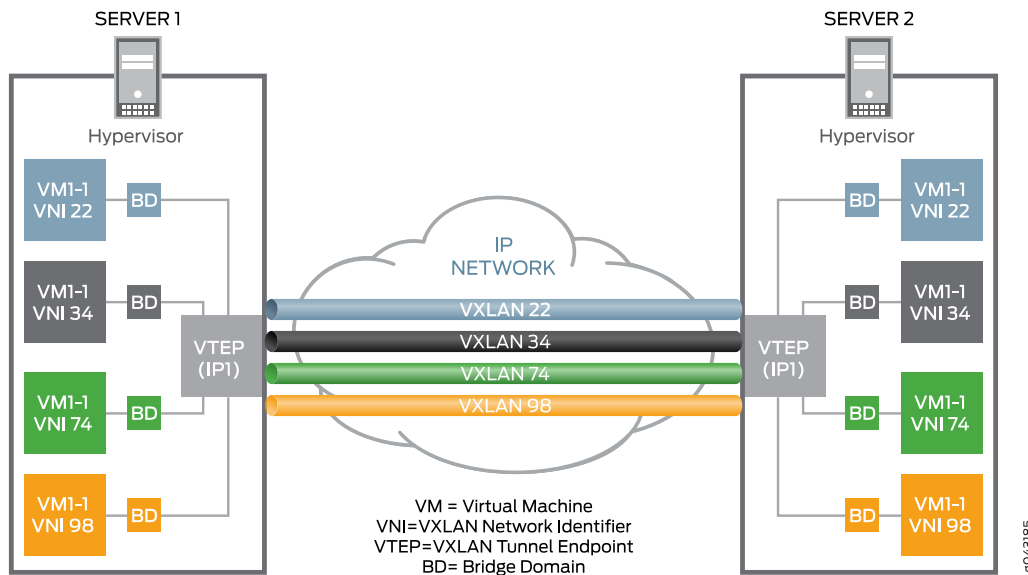 SERVER 1
SERVER 2
Hypervisor
Hypervisor
VM1-1
VNI 22
BD
BD
VM1-1
VNI 22
IP
NETWORK
VM1-1
VNI 34
BD
BD
VM1-1
VNI 34
VXLAN 22
VXLAN 34
VXLAN 74
VXLAN 98
VTEP
(IP1)
VTEP
(IP1)
VM1-1
VNI 74
BD
BD
VM1-1
VNI 74
VM1-1
VNI 98
BD
BD
VM1-1
VNI 98
VM = Virtual Machine
VNI=VXLAN Network Identifier
VTEP=VXLAN Tunnel Endpoint
BD= Bridge Domain
g043185